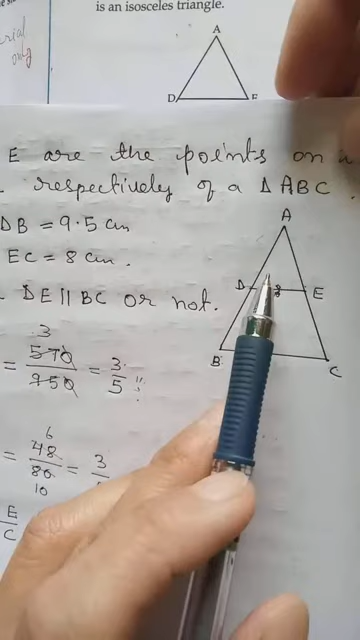 is an isosceles triangle.
A
D
E are the points on
respectively of a ΔABC.
DB = 9.5 cm
A
EC = 8 cm.
DE || BC or not.
D
E
B
C
3
= 570/950 = 3/5
6
= 48/80 = 3
10
E
C